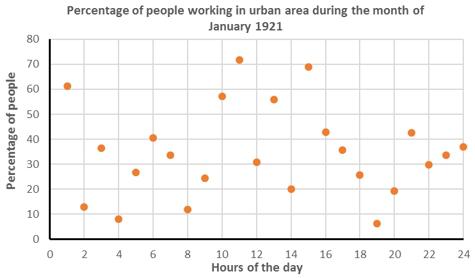 Percentage of people working in urban area during the month of
January 1921
80
70
60
50
40
30
20
10
0
Percentage of people
0 2 4 6 8 10 12 14 16 18 20 22 24
Hours of the day